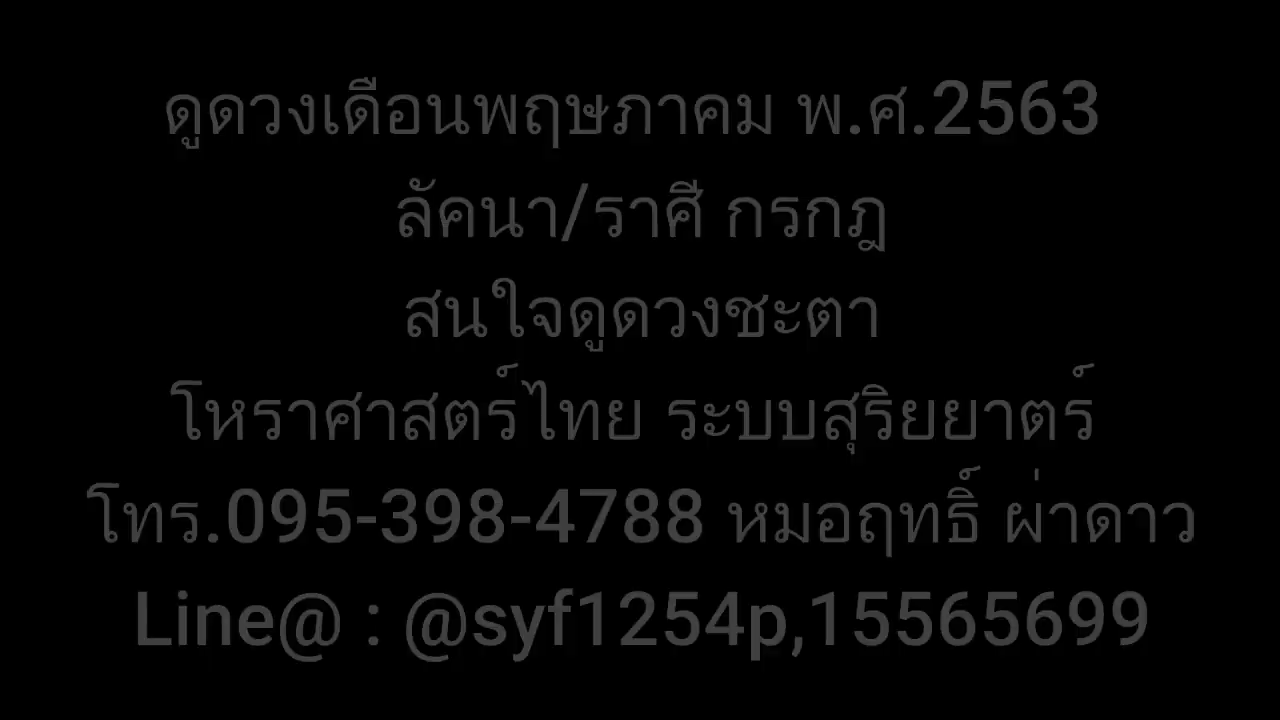 ดูดวงเดือนพฤษภาคม พ.ศ.2563
ลัคนา/ราศี กรกฎ
สนใจดูดวงชะตา
โหราศาสตร์ไทย ระบบสุริยยาตร์
โทร.095-398-4788 หมอฤทธิ์ ผ่าดาว
Line@ : @syf1254p,15565699